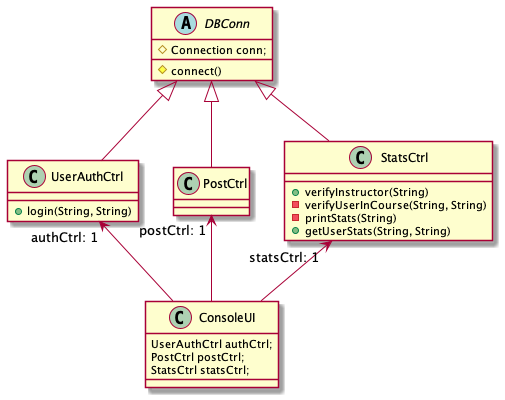 A DBConn
Connection conn;
connect()
C UserAuthCtrl
login(String, String)
C PostCtrl
C StatsCtrl
verifyInstructor(String)
verifyUserInCourse(String, String)
printStats(String)
getUserStats(String, String)
authCtrl: 1
postCtrl: 1
statsCtrl: 1
C ConsoleUI
UserAuthCtrl authCtrl;
PostCtrl postCtrl;
StatsCtrl statsCtrl;